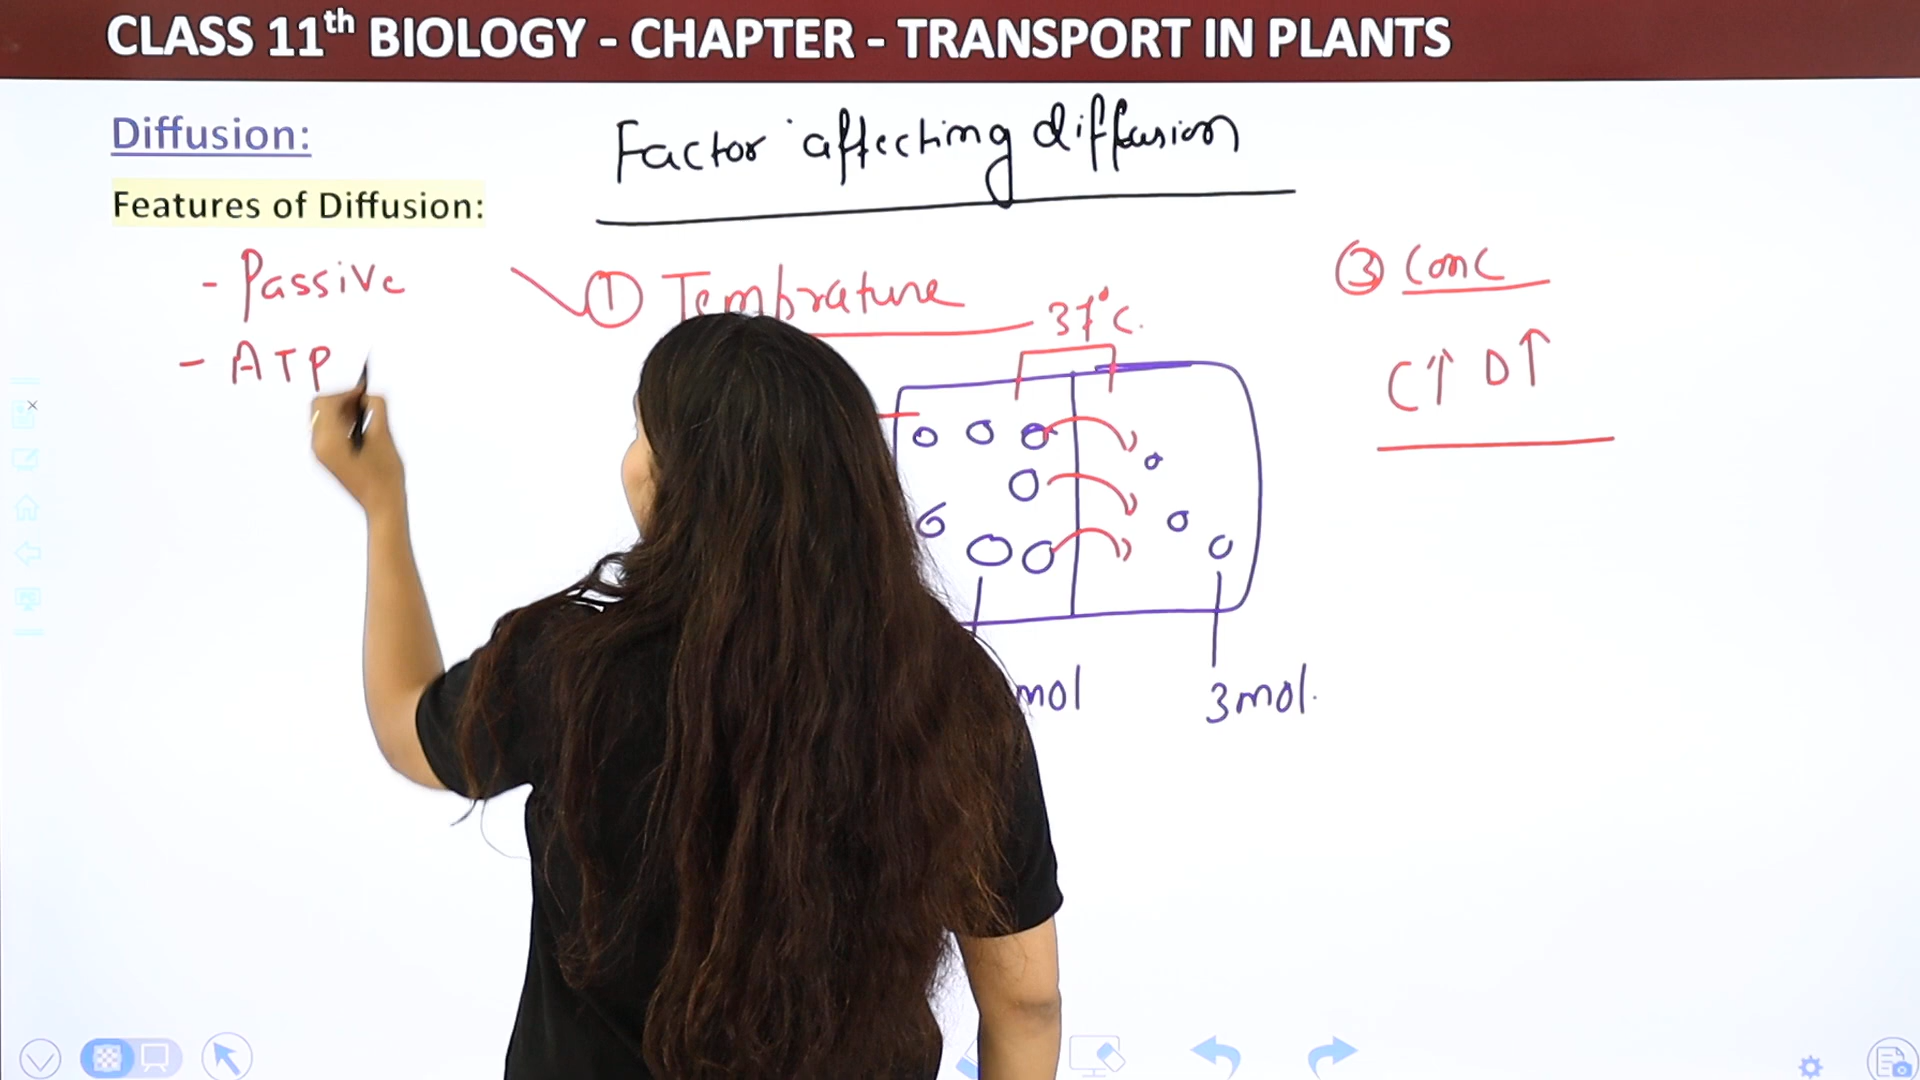 CLASS 11th BIOLOGY - CHAPTER - TRANSPORT IN PLANTS
Diffusion:
Factor affecting diffusion
Features of Diffusion:
- Passive
- ATP
① Temprature
37°C.
③ Conc
C↑ D↑
mol
3mol.